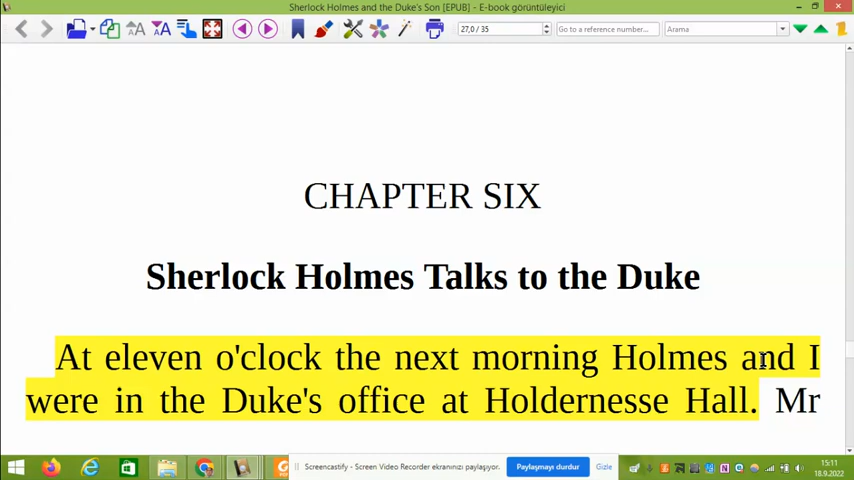 Sherlock Holmes and the Duke's Son [EPUB] - E-book görüntüleyici
27,0 / 35
Go to a reference number...
Arama
CHAPTER SIX
Sherlock Holmes Talks to the Duke
At eleven o'clock the next morning Holmes and I
were in the Duke's office at Holdernesse Hall. Mr
Screencastify - Screen Video Recorder ekranınızı paylaşıyor.
Paylaşmayı durdur
Gizle
15:11
18.9.2022